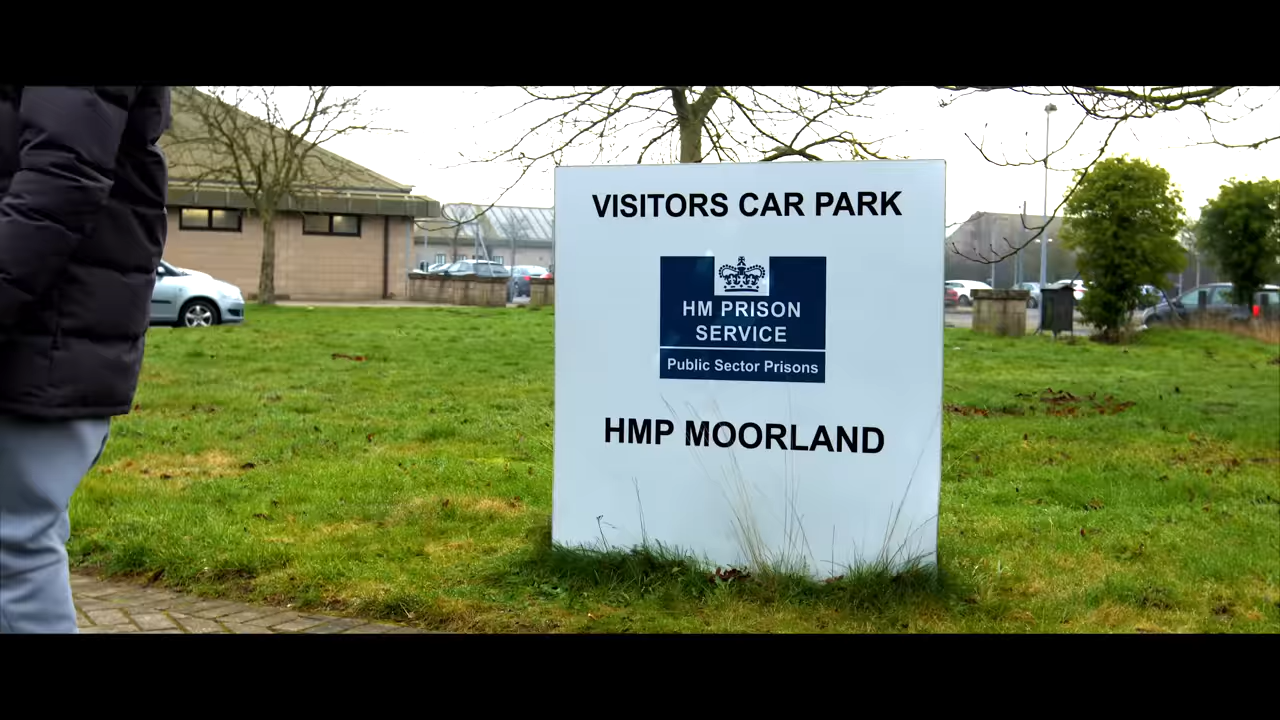 VISITORS CAR PARK
HM PRISON
SERVICE
Public Sector Prisons
HMP MOORLAND